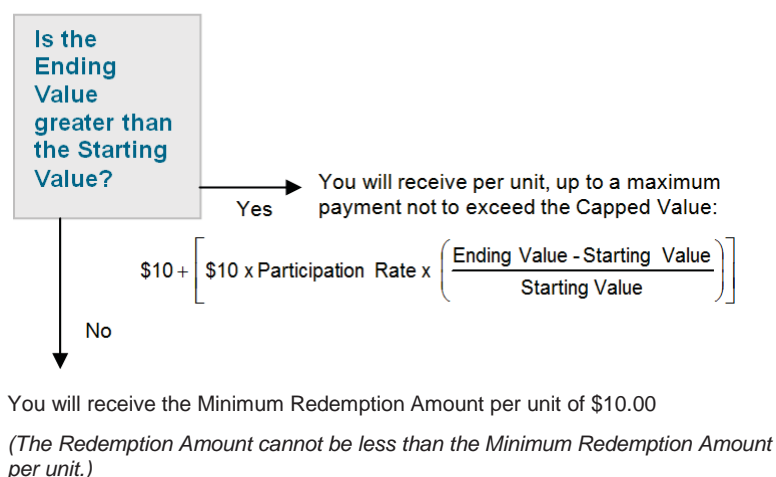 Is the
Ending
Value
greater than
the Starting
Value?
Yes
You will receive per unit, up to a maximum
payment not to exceed the Capped Value:
$10 + [ $10 x Participation Rate x ( Ending Value - Starting Value
Starting Value ) ]
No
You will receive the Minimum Redemption Amount per unit of $10.00
(The Redemption Amount cannot be less than the Minimum Redemption Amount
per unit.)